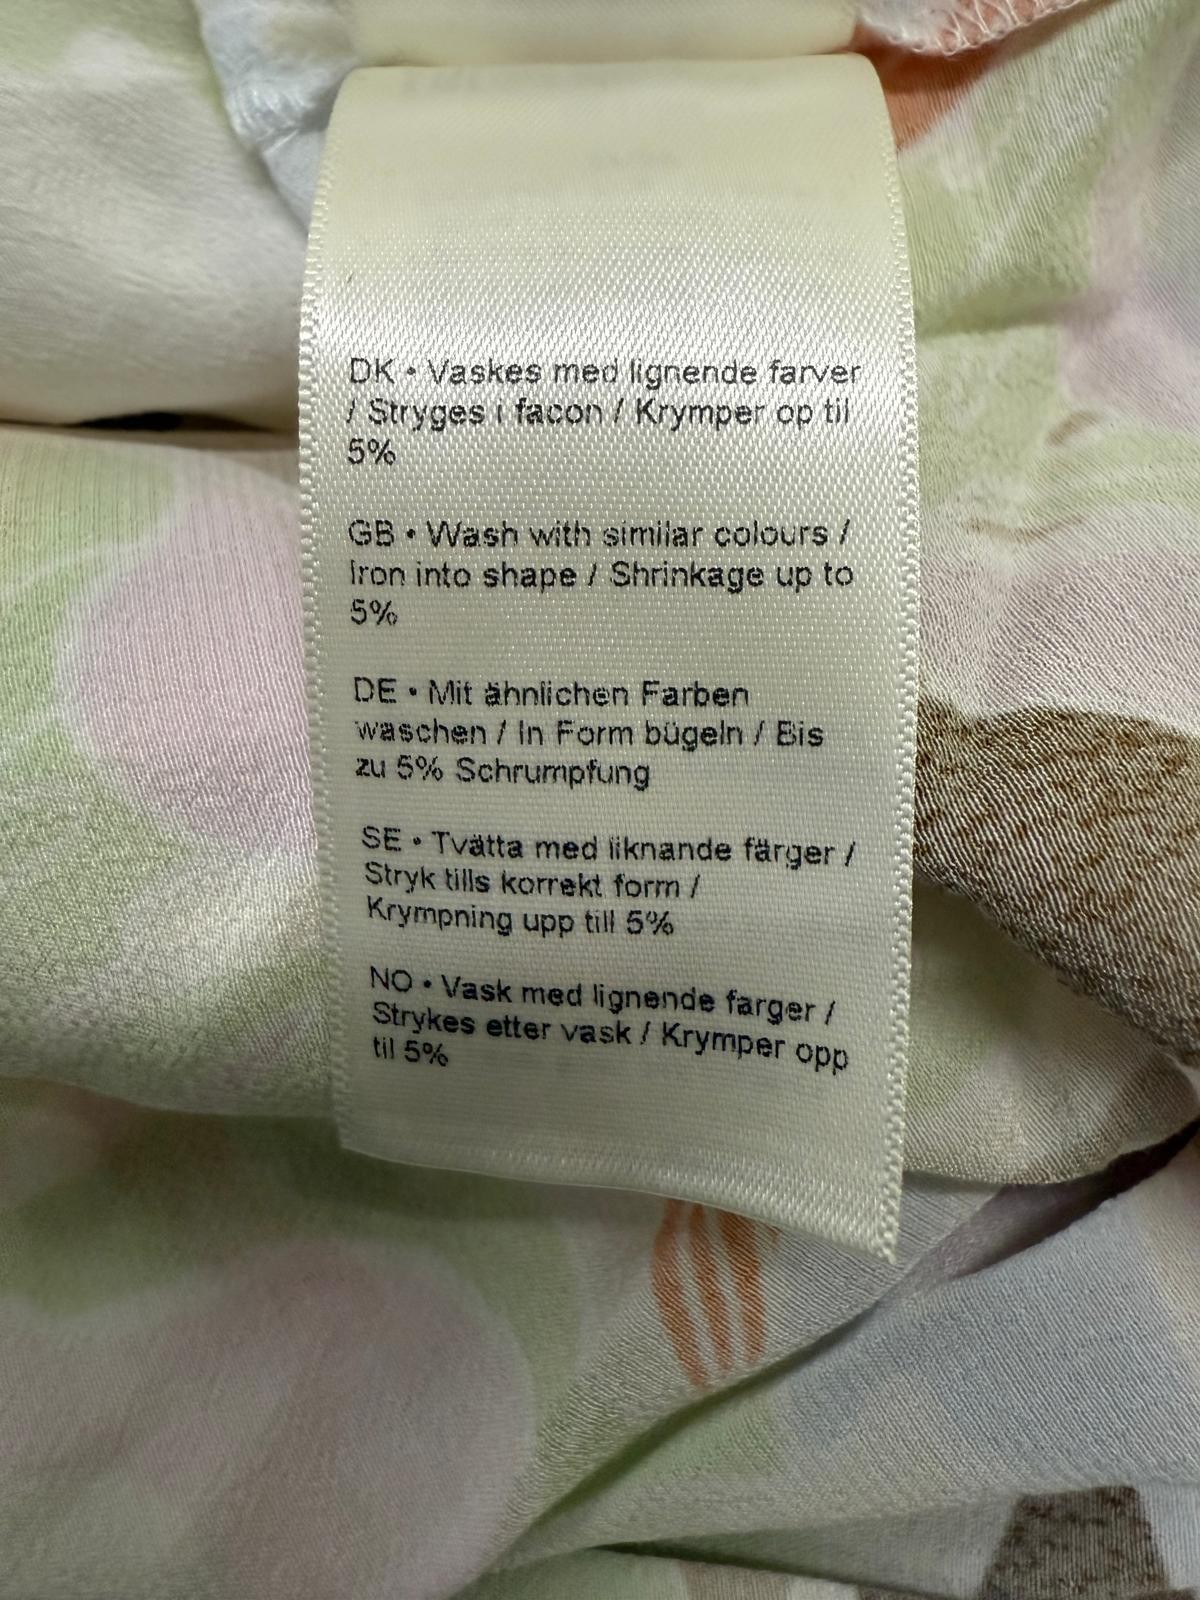 DK • Vaskes med lignende farver
/ Stryges i facon / Krymper op til
5%
GB • Wash with similar colours /
Iron into shape / Shrinkage up to
5%
DE • Mit ähnlichen Farben
waschen / In Form bügeln / Bis
zu 5% Schrumpfung
SE • Tvätta med liknande färger /
Stryk tills korrekt form /
Krympning upp till 5%
NO • Vask med lignende farger /
Strykes etter vask / Krymper opp
til 5%